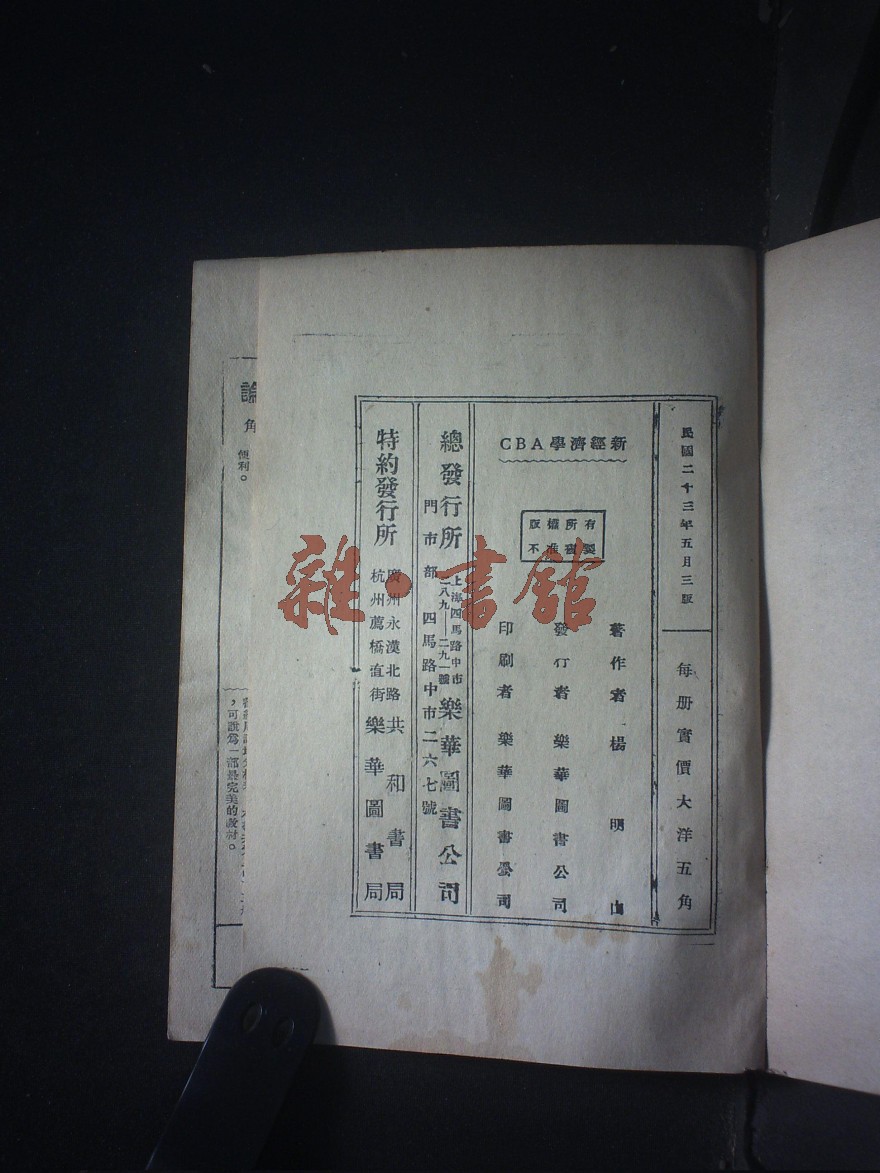 民國二十三年五月三版
每册實價大洋五角
新經濟學ABC
版權所有
不准翻製
著作者 楊明山
發行者 樂華圖書公司
印刷者 樂華圖書公司
總發行所 上海四馬路中市二八九——二九一號 樂華圖書公司
門市部 四馬路中市二六七號
特約發行所
廣州永漢北路 共和書局
杭州薦橋直街 樂華圖書局
論
角
便利。
，可說爲一部最完美的教材。
雜·書館